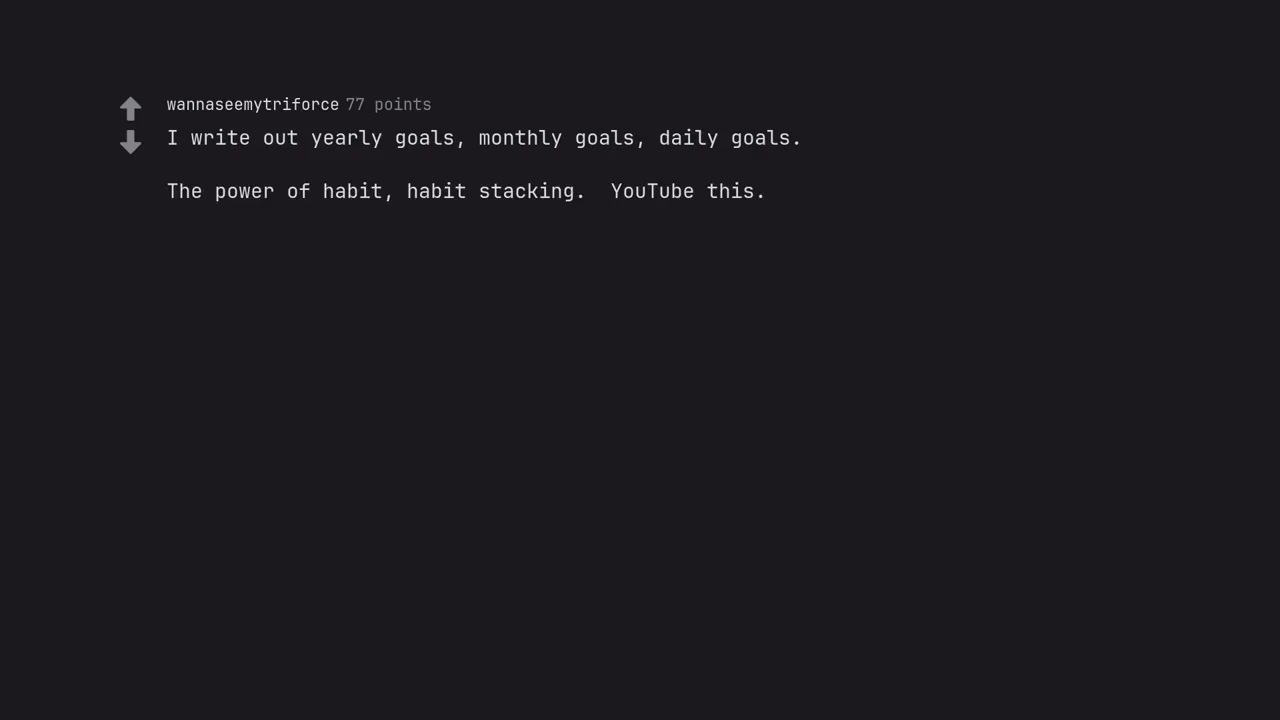 wannaseemytriforce 77 points
I write out yearly goals, monthly goals, daily goals.
The power of habit, habit stacking.  YouTube this.